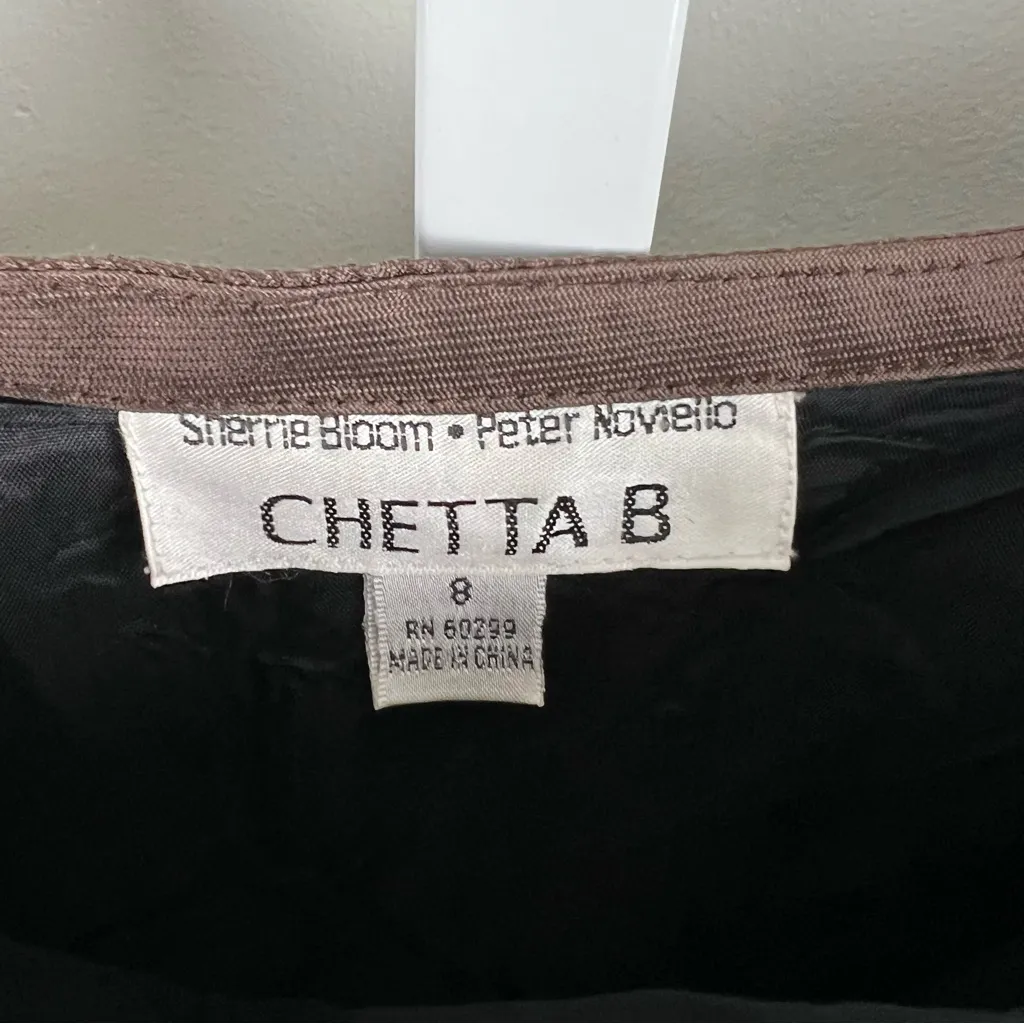 Sherrie Bloom • Peter Noviello
CHETTA B
8
RN 60299
MADE IN CHINA